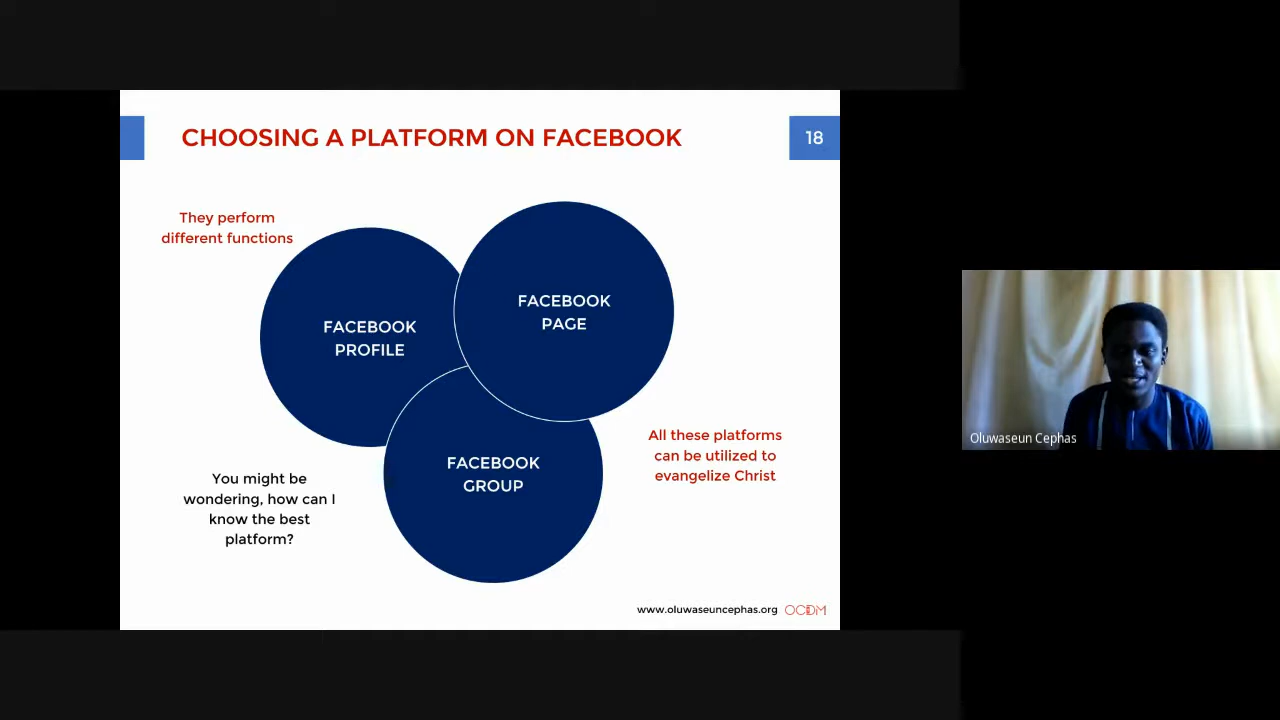 CHOOSING A PLATFORM ON FACEBOOK
18
They perform
different functions
FACEBOOK
PROFILE
FACEBOOK
PAGE
FACEBOOK
GROUP
All these platforms
can be utilized to
evangelize Christ
You might be
wondering, how can I
know the best
platform?
www.oluwaseuncephas.org OCDM
Oluwaseun Cephas